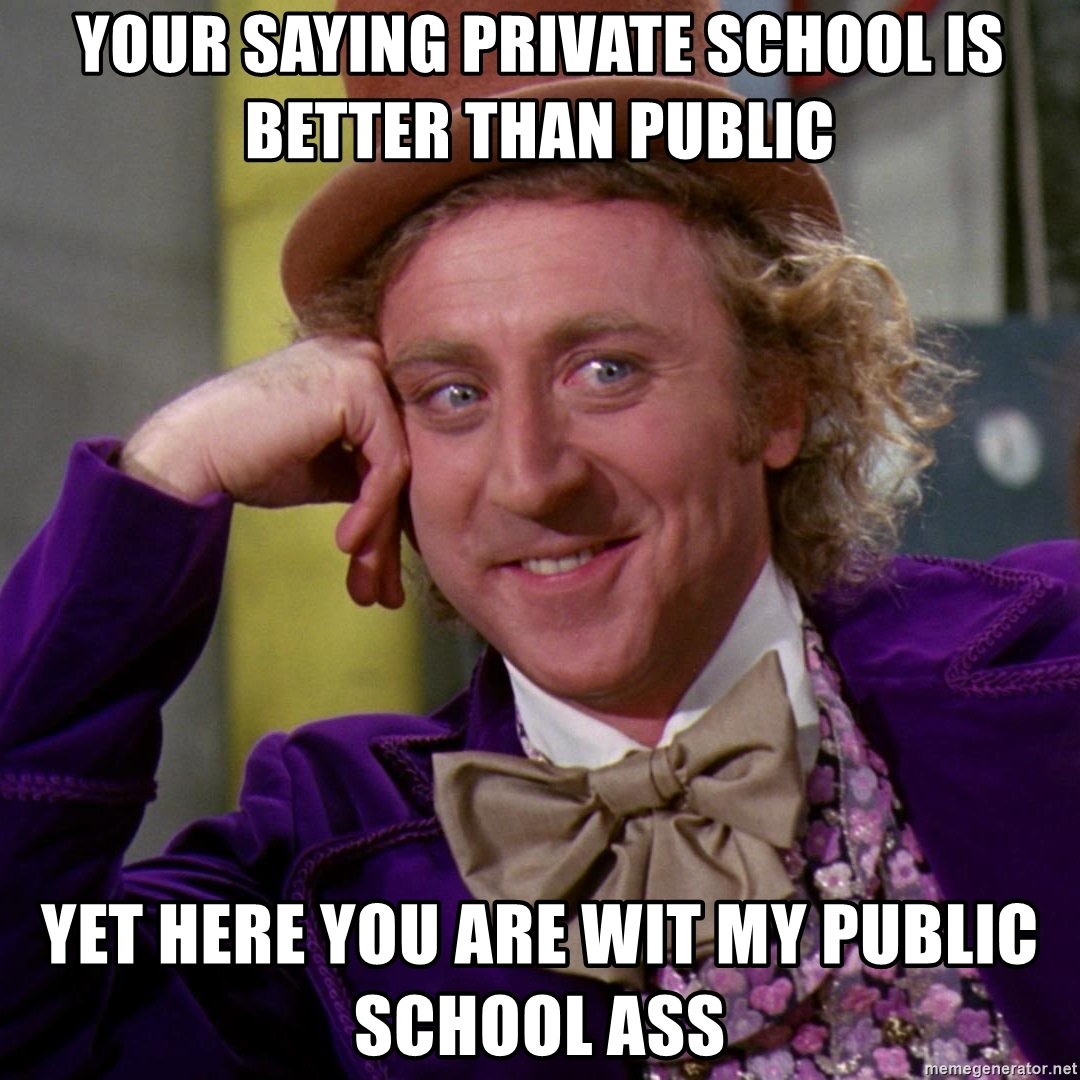 YOUR SAYING PRIVATE SCHOOL IS
BETTER THAN PUBLIC
YET HERE YOU ARE WIT MY PUBLIC
SCHOOL ASS
memegenerator.net